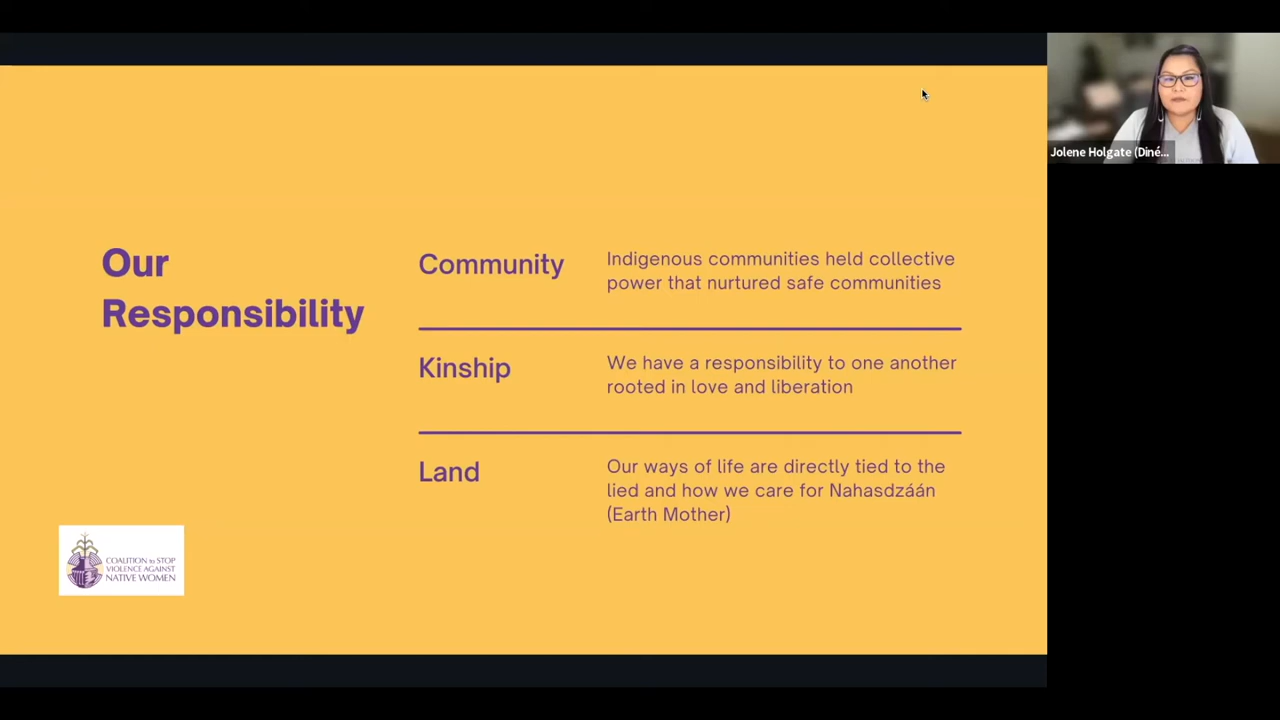 Our
Responsibility
Community
Indigenous communities held collective
power that nurtured safe communities
Kinship
We have a responsibility to one another
rooted in love and liberation
Land
Our ways of life are directly tied to the
lied and how we care for Nahasdzáán
(Earth Mother)
COALITION to STOP
VIOLENCE AGAINST
NATIVE WOMEN
Jolene Holgate (Diné...